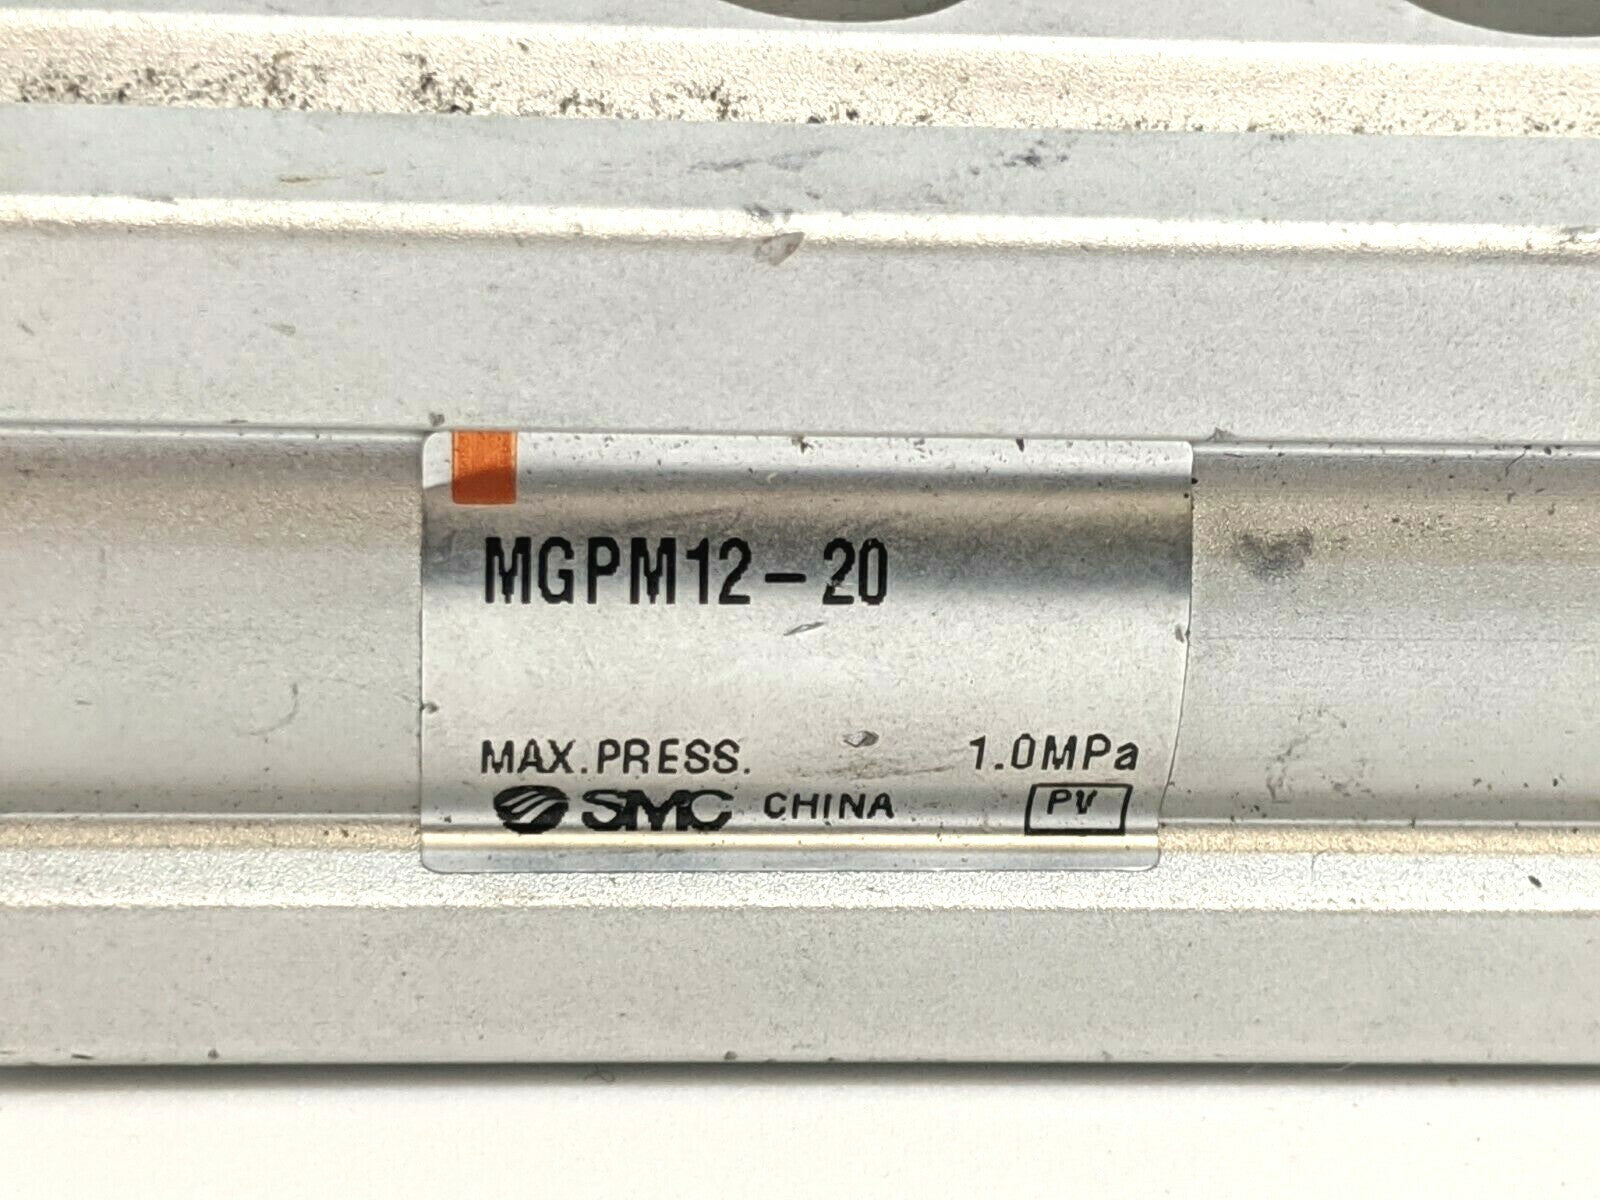 MGPM12-20
MAX.PRESS. 1.0MPa
SMC CHINA PV